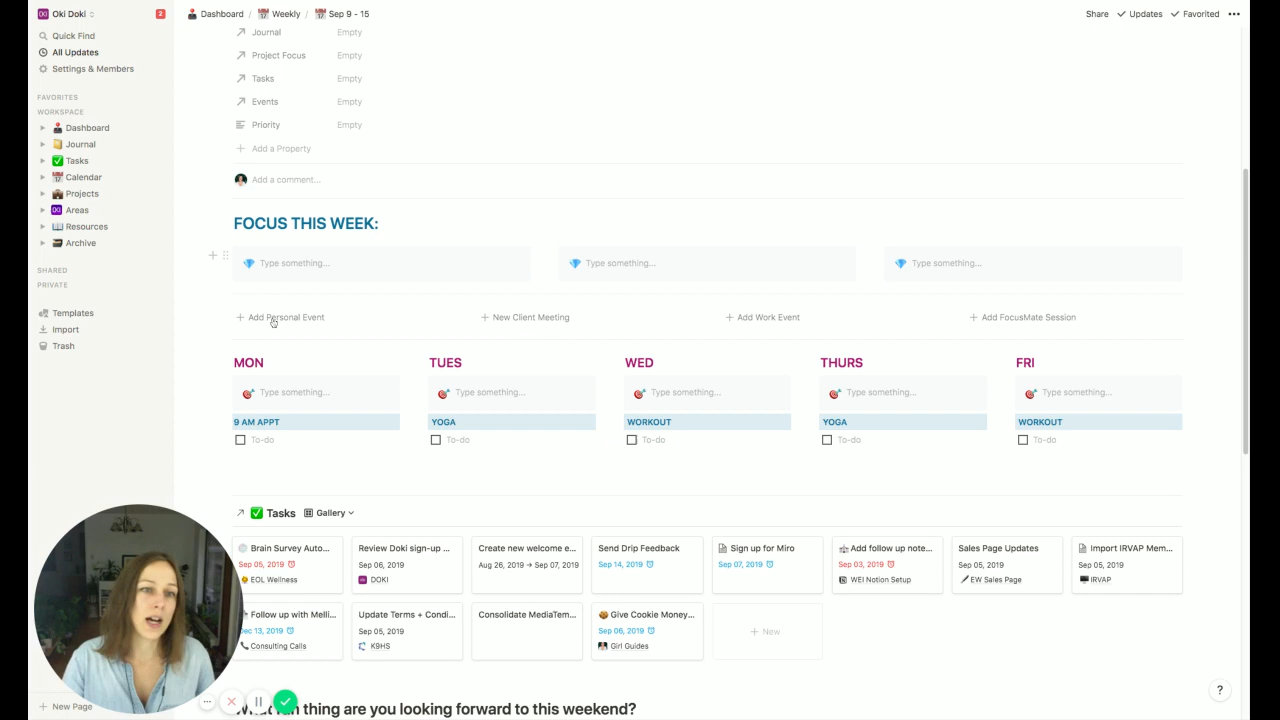 Oki Doki
2
Quick Find
All Updates
Settings & Members
FAVORITES
WORKSPACE
Dashboard
Journal
Tasks
Calendar
Projects
Areas
Resources
Archive
SHARED
PRIVATE
Templates
Import
Trash
New Page
Dashboard / Weekly / Sep 9 - 15
Share Updates Favorited
Journal Empty
Project Focus Empty
Tasks Empty
Events Empty
Priority Empty
Add a Property
Add a comment...
FOCUS THIS WEEK:
Type something... Type something... Type something...
Add Personal Event New Client Meeting Add Work Event Add FocusMate Session
MON TUES WED THURS FRI
Type something... Type something... Type something... Type something... Type something...
9 AM APPT YOGA WORKOUT YOGA WORKOUT
To-do To-do To-do To-do To-do
Tasks Gallery
Brain Survey Auto... Review Doki sign-up ... Create new welcome e... Send Drip Feedback Sign up for Miro Add follow up note... Sales Page Updates Import IRVAP Mem...
Sep 05, 2019 Sep 06, 2019 Aug 26, 2019 → Sep 07, 2019 Sep 14, 2019 Sep 07, 2019 Sep 03, 2019 Sep 05, 2019 Sep 05, 2019
EOL Wellness DOKI WEI Notion Setup EW Sales Page IRVAP
Follow up with Melli... Update Terms + Condi... Consolidate MediaTem... Give Cookie Money... + New
Dec 13, 2019 Sep 05, 2019 Sep 06, 2019
Consulting Calls K9HS Girl Guides
thing are you looking forward to this weekend?
?